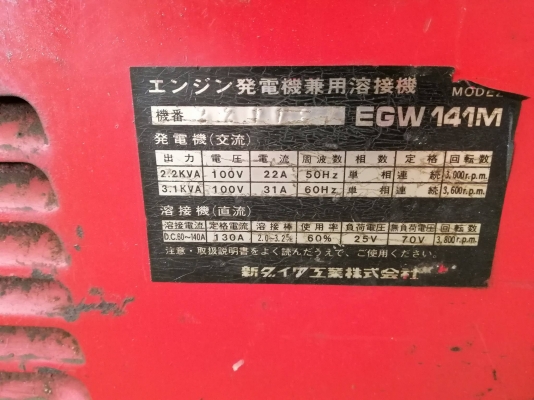 エンジン発電機兼用溶接機
MODEL
機番
EGW 141M
発電機(交流)
出力 電圧 電流 周波数 相数 定格 回転数
2.2KVA 100V 22A 50Hz 単相 連続 3,000r.p.m.
3.1KVA 100V 31A 60Hz 単相 連続 3,600r.p.m.
溶接機(直流)
溶接電流 定格電流 溶接棒 使用率 負荷電圧 無負荷電圧 回転数
D.C.60~140A 130A 2.0~3.2% 60% 25V 70V 3,800r.p.m.
注意・取扱説明書をよく読んだうえで、ご使用ください。
新ダイワ工業株式会社